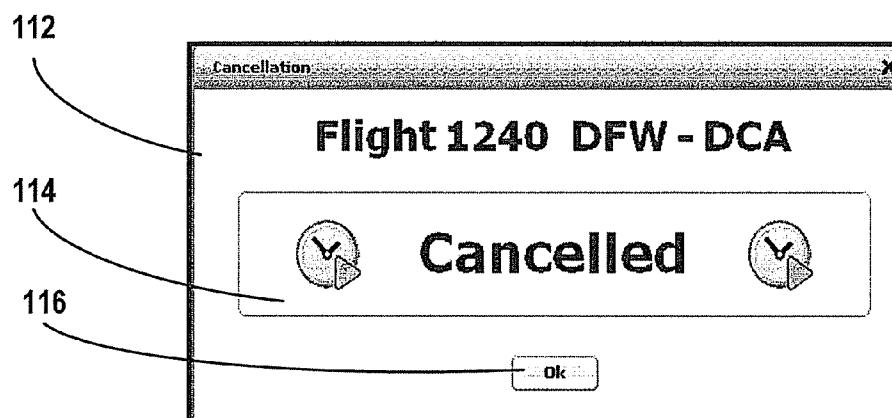 112
Cancellation X
Flight 1240 DFW - DCA
114
Cancelled
116
Ok